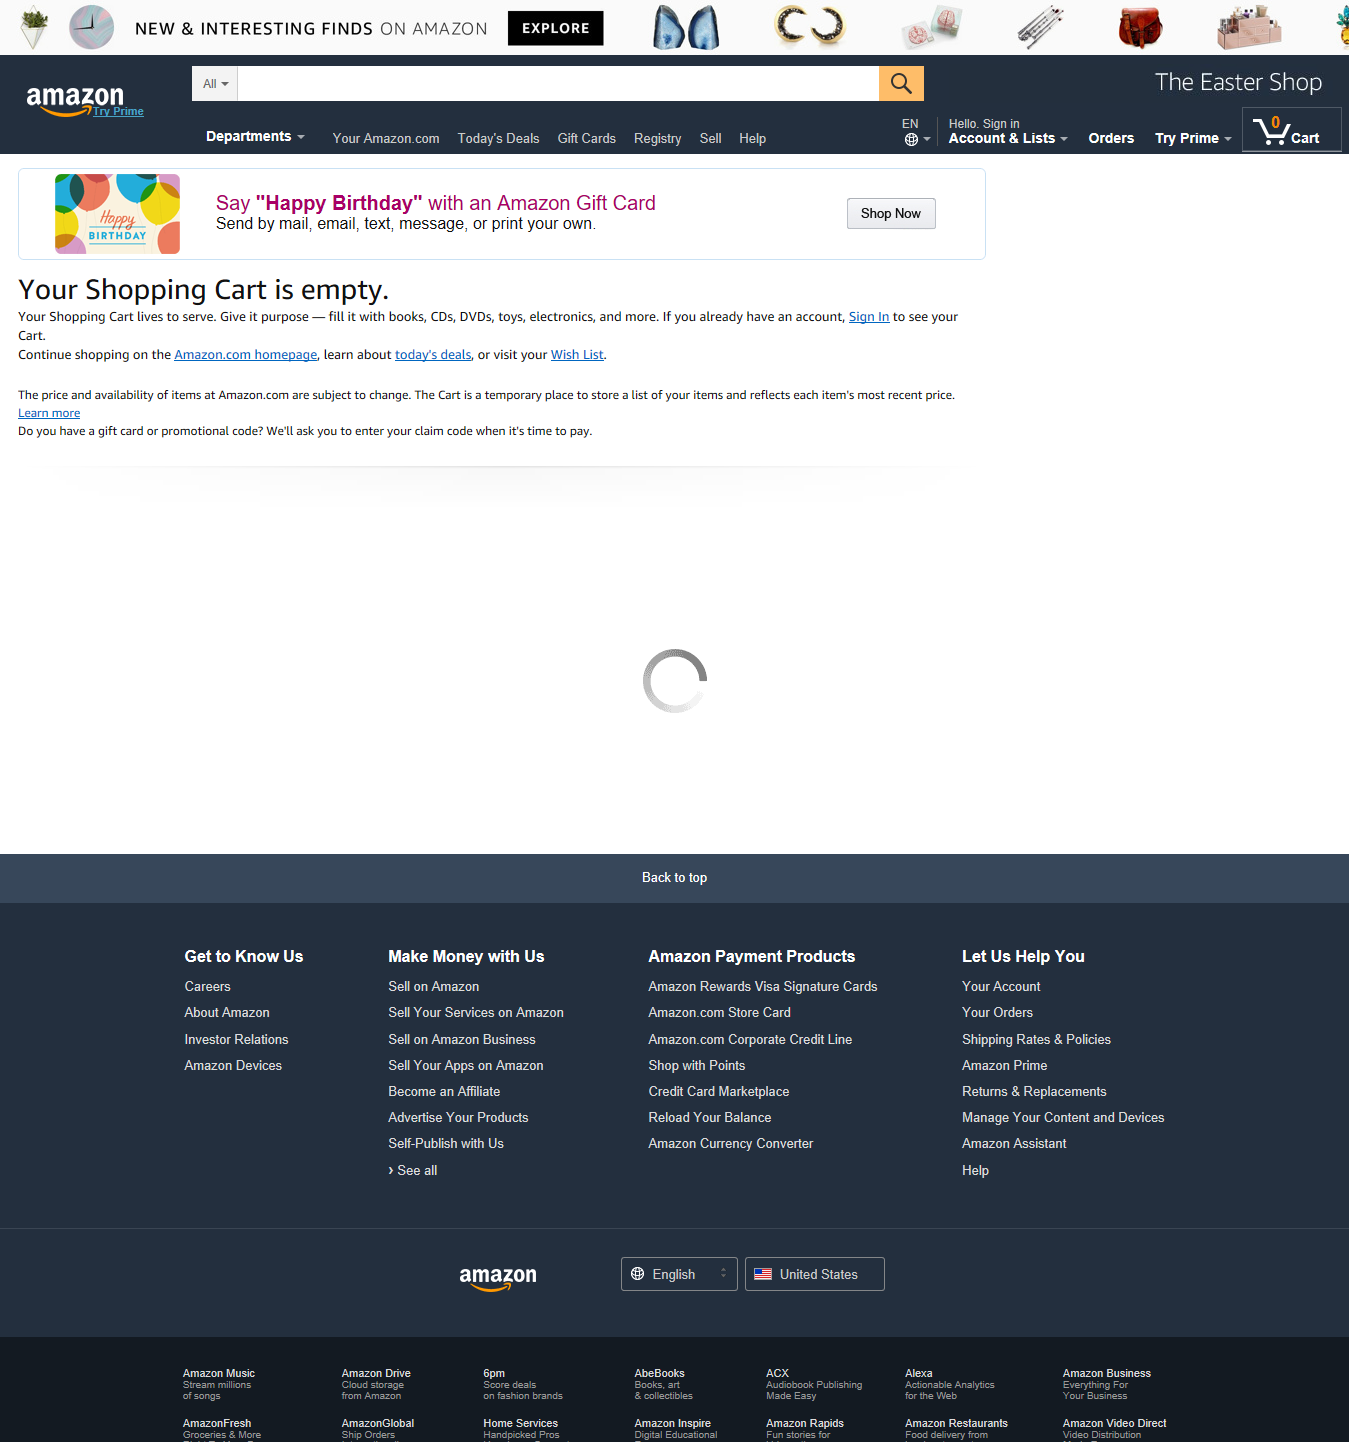 NEW & INTERESTING FINDS ON AMAZON EXPLORE
amazon
Try Prime
All
The Easter Shop
Departments Your Amazon.com Today's Deals Gift Cards Registry Sell Help
EN
Hello. Sign in
Account & Lists
Orders
Try Prime
0
Cart
Happy
BIRTHDAY
Say "Happy Birthday" with an Amazon Gift Card
Send by mail, email, text, message, or print your own.
Shop Now
Your Shopping Cart is empty.
Your Shopping Cart lives to serve. Give it purpose — fill it with books, CDs, DVDs, toys, electronics, and more. If you already have an account, Sign In to see your
Cart.
Continue shopping on the Amazon.com homepage, learn about today's deals, or visit your Wish List.
The price and availability of items at Amazon.com are subject to change. The Cart is a temporary place to store a list of your items and reflects each item's most recent price.
Learn more
Do you have a gift card or promotional code? We'll ask you to enter your claim code when it's time to pay.
Back to top
Get to Know Us
Careers
About Amazon
Investor Relations
Amazon Devices
Make Money with Us
Sell on Amazon
Sell Your Services on Amazon
Sell on Amazon Business
Sell Your Apps on Amazon
Become an Affiliate
Advertise Your Products
Self-Publish with Us
› See all
Amazon Payment Products
Amazon Rewards Visa Signature Cards
Amazon.com Store Card
Amazon.com Corporate Credit Line
Shop with Points
Credit Card Marketplace
Reload Your Balance
Amazon Currency Converter
Let Us Help You
Your Account
Your Orders
Shipping Rates & Policies
Amazon Prime
Returns & Replacements
Manage Your Content and Devices
Amazon Assistant
Help
amazon
English
United States
Amazon Music
Stream millions
of songs
Amazon Drive
Cloud storage
from Amazon
6pm
Score deals
on fashion brands
AbeBooks
Books, art
& collectibles
ACX
Audiobook Publishing
Made Easy
Alexa
Actionable Analytics
for the Web
Amazon Business
Everything For
Your Business
AmazonFresh
Groceries & More
AmazonGlobal
Ship Orders
Home Services
Handpicked Pros
Amazon Inspire
Digital Educational
Amazon Rapids
Fun stories for
Amazon Restaurants
Food delivery from
Amazon Video Direct
Video Distribution